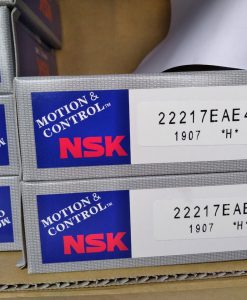 MOTION &
CONTROL™
NSK
22217EAE4
1907 "H"
MOTION &
CONTROL™
NSK
22217EAE
1907 "H"